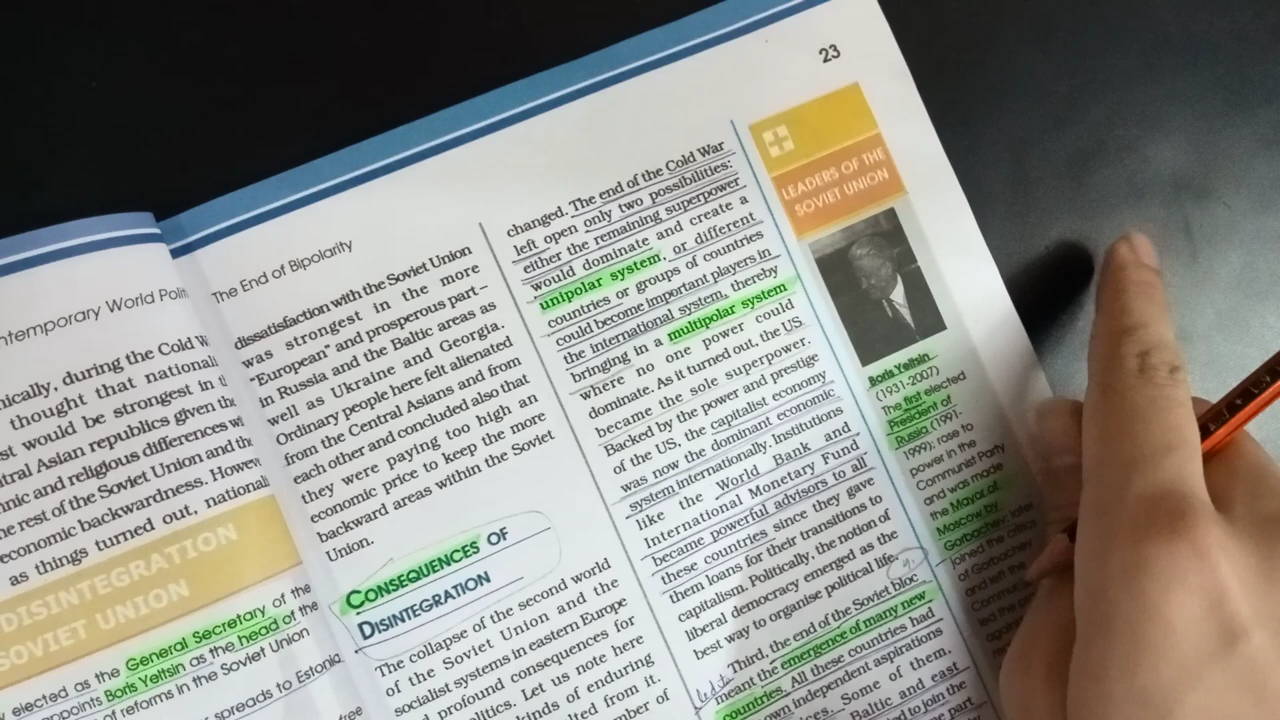 ntemporary World Polit
nically, during the Cold W
thought that national
st would be strongest in t
tral Asian republics given the
nic and religious differences w
he rest of the Soviet Union and the
economic backwardness. Howev
as things turned out, national
DISINTEGRATION
SOVIET UNION
elected as the General Secretary of the
appoints Boris Yeltsin as the head of the
of reforms in the Soviet Union
spreads to Estonia
free
The End of Bipolarity
dissatisfaction with the Soviet Union
was strongest in the more
"European" and prosperous part–
in Russia and the Baltic areas as
well as Ukraine and Georgia.
Ordinary people here felt alienated
from the Central Asians and from
each other and concluded also that
they were paying too high an
economic price to keep the more
backward areas within the Soviet
Union.
CONSEQUENCES OF
DISINTEGRATION
The collapse of the second world
of the Soviet Union and the
socialist systems in eastern Europe
profound consequences for
politics. Let us note here
kinds of enduring
lted from it.
mber of
23
changed. The end of the Cold War
left open only two possibilities:
either the remaining superpower
would dominate and create a
unipolar system, or different
countries or groups of countries
could become important players in
the international system, thereby
bringing in a multipolar system
where no one power could
dominate. As it turned out, the US
became the sole superpower.
Backed by the power and prestige
of the US, the capitalist economy
was now the dominant economic
system internationally. Institutions
like the World Bank and
International Monetary Fund
became powerful advisors to all
these countries since they gave
them loans for their transitions to
capitalism. Politically, the notion of
liberal democracy emerged as the
best way to organise political life.
Third, the end of the Soviet bloc
meant the emergence of many new
countries. All these countries had
own independent aspirations
ices. Some of them,
Baltic and east
ed to join the
part
LEADERS OF THE
SOVIET UNION
Boris Yeltsin
(1931-2007)
The first elected
President of
Russia (1991-
1999); rose to
power in the
Communist Party
and was made
the Mayor of
Moscow by
Gorbachev; later
joined the critics
of Gorbachev
and left the
Commun
led the pro
again